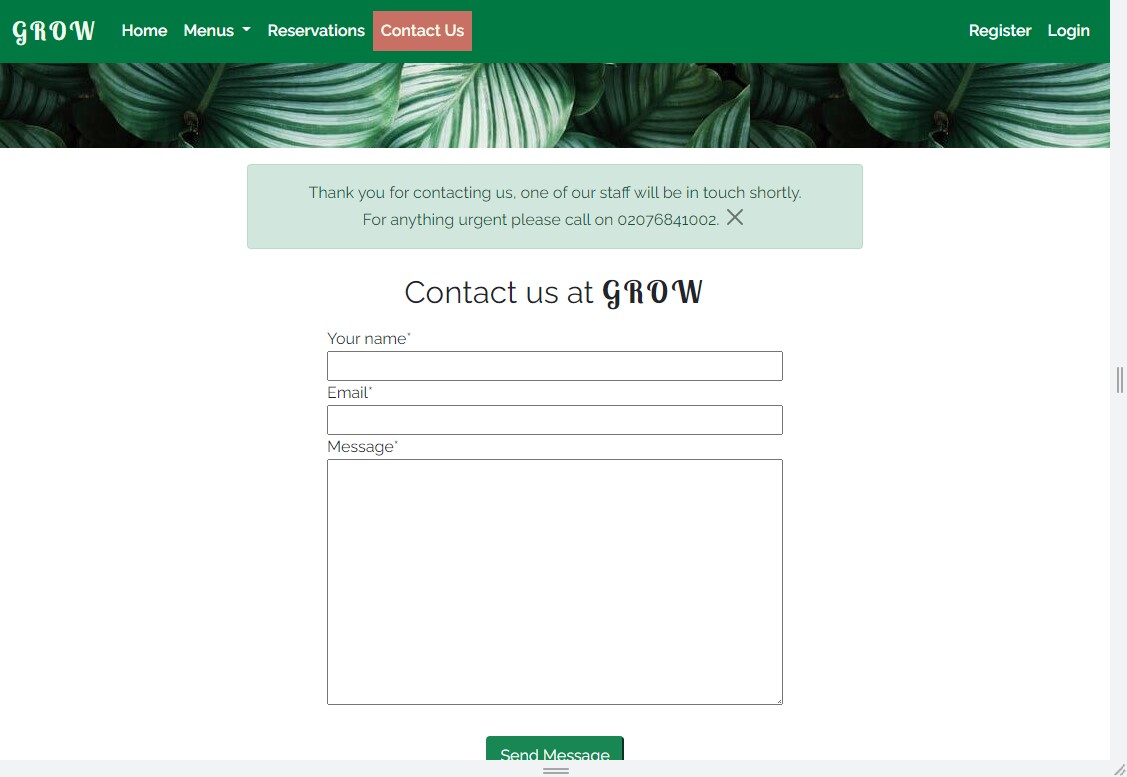 GROW Home Menus Reservations Contact Us Register Login
Thank you for contacting us, one of our staff will be in touch shortly.
For anything urgent please call on 02076841002.
Contact us at GROW
Your name*
Email*
Message*
Send Message